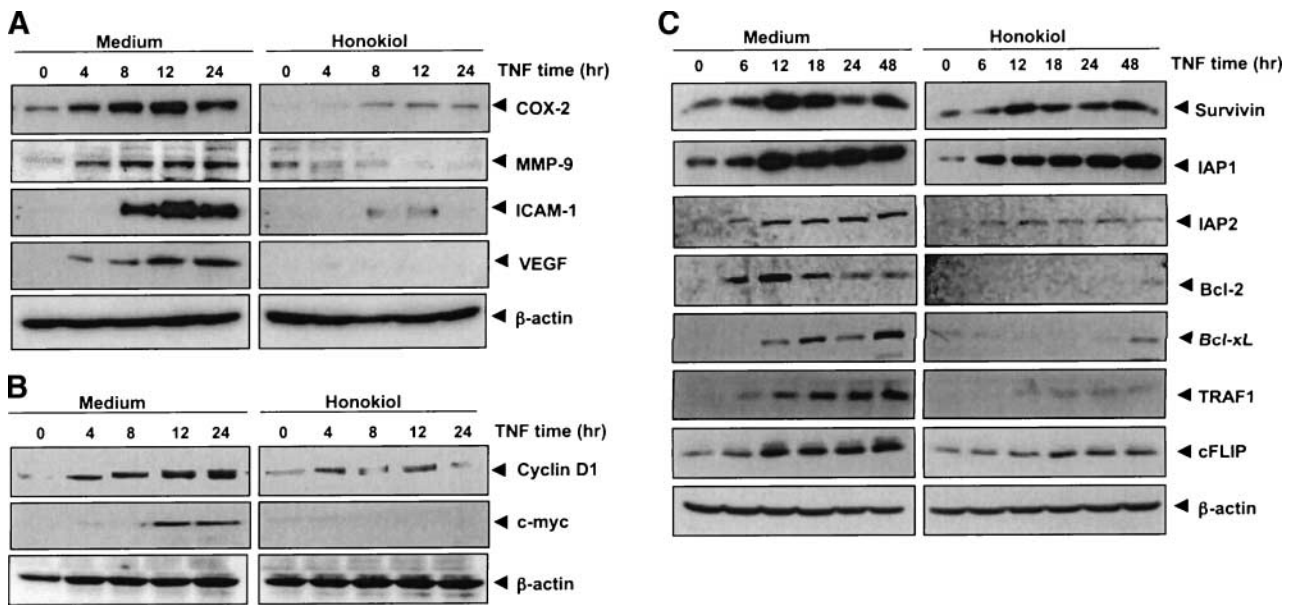 A
Medium Honokiol
0 4 8 12 24 0 4 8 12 24 TNF time (hr)
COX-2
MMP-9
ICAM-1
VEGF
β-actin
B
Medium Honokiol
0 4 8 12 24 0 4 8 12 24 TNF time (hr)
Cyclin D1
c-myc
β-actin
C
Medium Honokiol
0 6 12 18 24 48 0 6 12 18 24 48 TNF time (hr)
Survivin
IAP1
IAP2
Bcl-2
Bcl-xL
TRAF1
cFLIP
β-actin